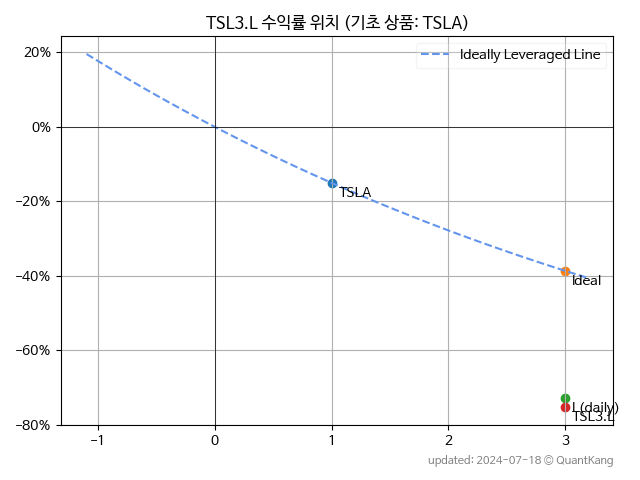 TSL3.L 수익률 위치 (기초 상품: TSLA)
Ideally Leveraged Line
20%
0%
TSLA
−20%
−40%
Ideal
−60%
L(daily)
TSL3.L
−80%
−1
0
1
2
3
updated: 2024-07-18 © QuantKang